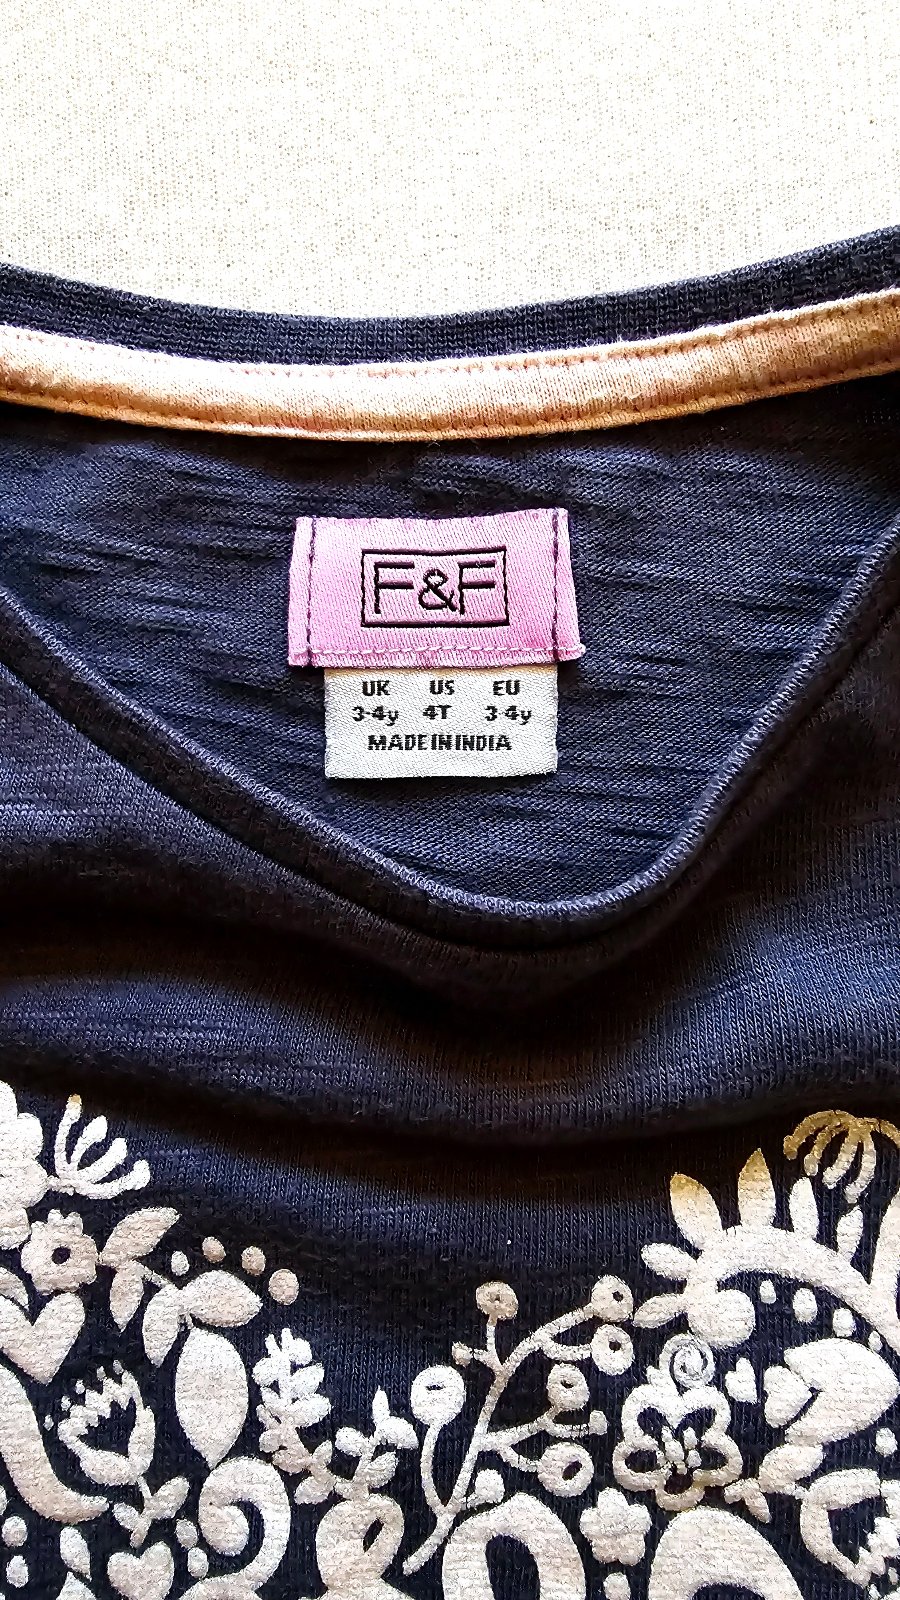 F&F
UK US EU
3-4y 4T 3-4y
MADE IN INDIA